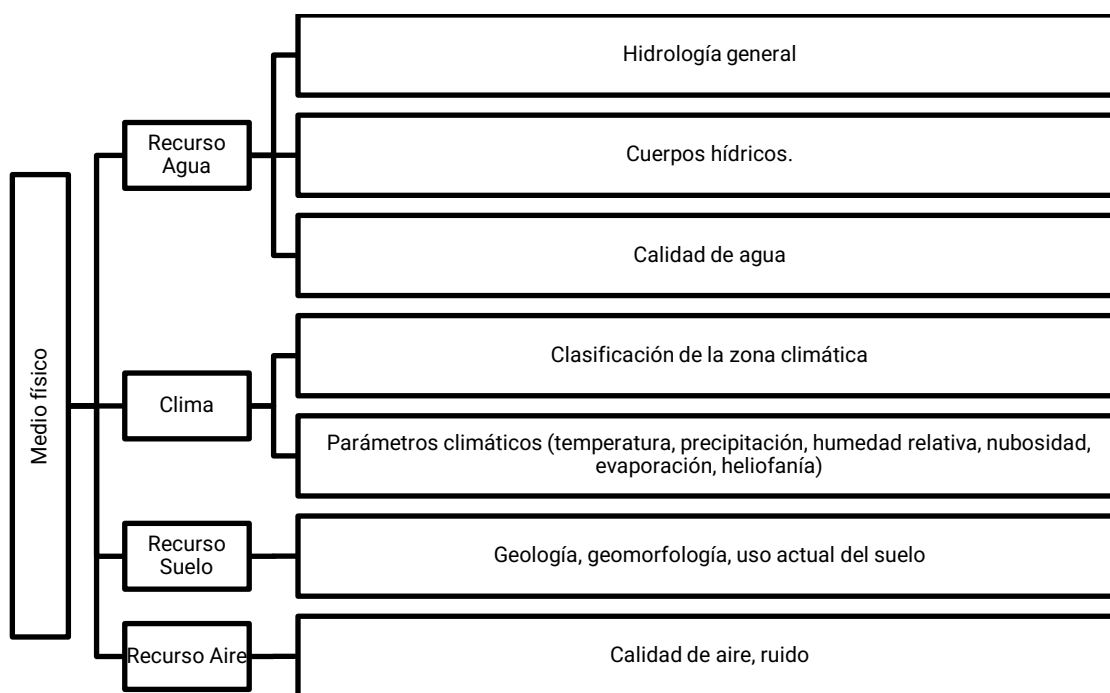 Medio físico
Recurso
Agua
Hidrología general
Cuerpos hídricos.
Calidad de agua
Clima
Clasificación de la zona climática
Parámetros climáticos (temperatura, precipitación, humedad relativa, nubosidad,
evaporación, heliofanía)
Recurso
Suelo
Geología, geomorfología, uso actual del suelo
Recurso Aire
Calidad de aire, ruido